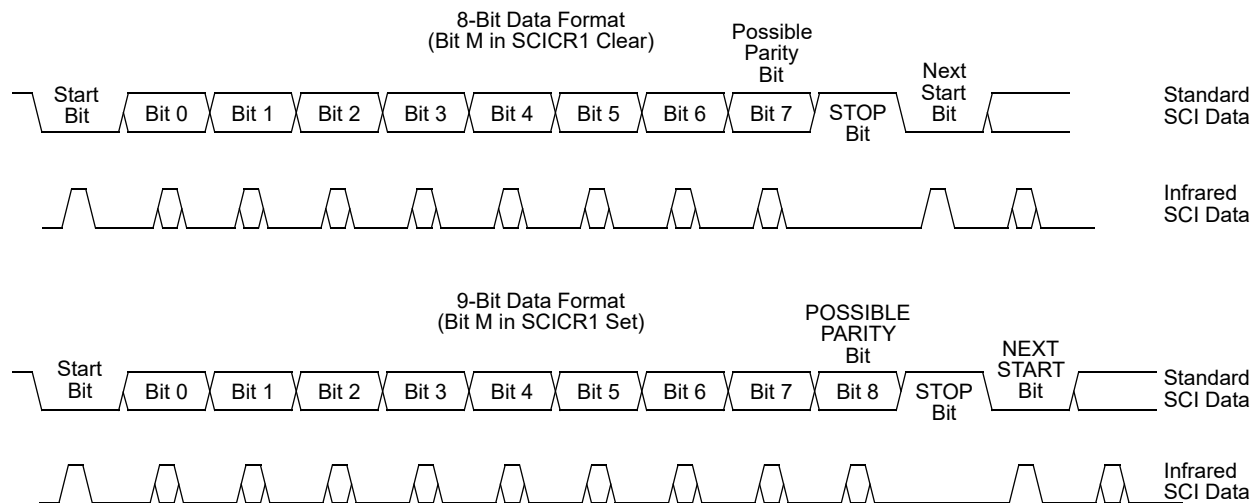 8-Bit Data Format
(Bit M in SCICR1 Clear)
Possible
Parity
Bit
Start
Bit
Bit 0
Bit 1
Bit 2
Bit 3
Bit 4
Bit 5
Bit 6
Bit 7
STOP
Bit
Next
Start
Bit
Standard
SCI Data
Infrared
SCI Data
9-Bit Data Format
(Bit M in SCICR1 Set)
POSSIBLE
PARITY
Bit
Start
Bit
Bit 0
Bit 1
Bit 2
Bit 3
Bit 4
Bit 5
Bit 6
Bit 7
Bit 8
STOP
Bit
NEXT
START
Bit
Standard
SCI Data
Infrared
SCI Data